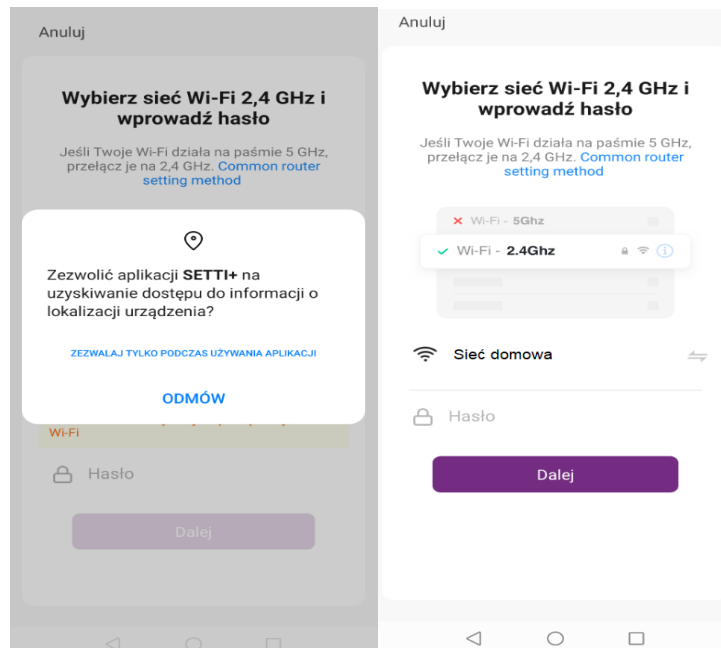 Anuluj
Wybierz sieć Wi-Fi 2,4 GHz i
wprowadź hasło
Jeśli Twoje Wi-Fi działa na paśmie 5 GHz,
przełącz je na 2,4 GHz. Common router
setting method
Zezwolić aplikacji SETTI+ na
uzyskiwanie dostępu do informacji o
lokalizacji urządzenia?
ZEZWALAJ TYLKO PODCZAS UŻYWANIA APLIKACJI
ODMÓW
Wi-Fi
Hasło
Dalej
Anuluj
Wybierz sieć Wi-Fi 2,4 GHz i
wprowadź hasło
Jeśli Twoje Wi-Fi działa na paśmie 5 GHz,
przełącz je na 2,4 GHz. Common router
setting method
Wi-Fi - 5Ghz
Wi-Fi - 2.4Ghz
Sieć domowa
Hasło
Dalej